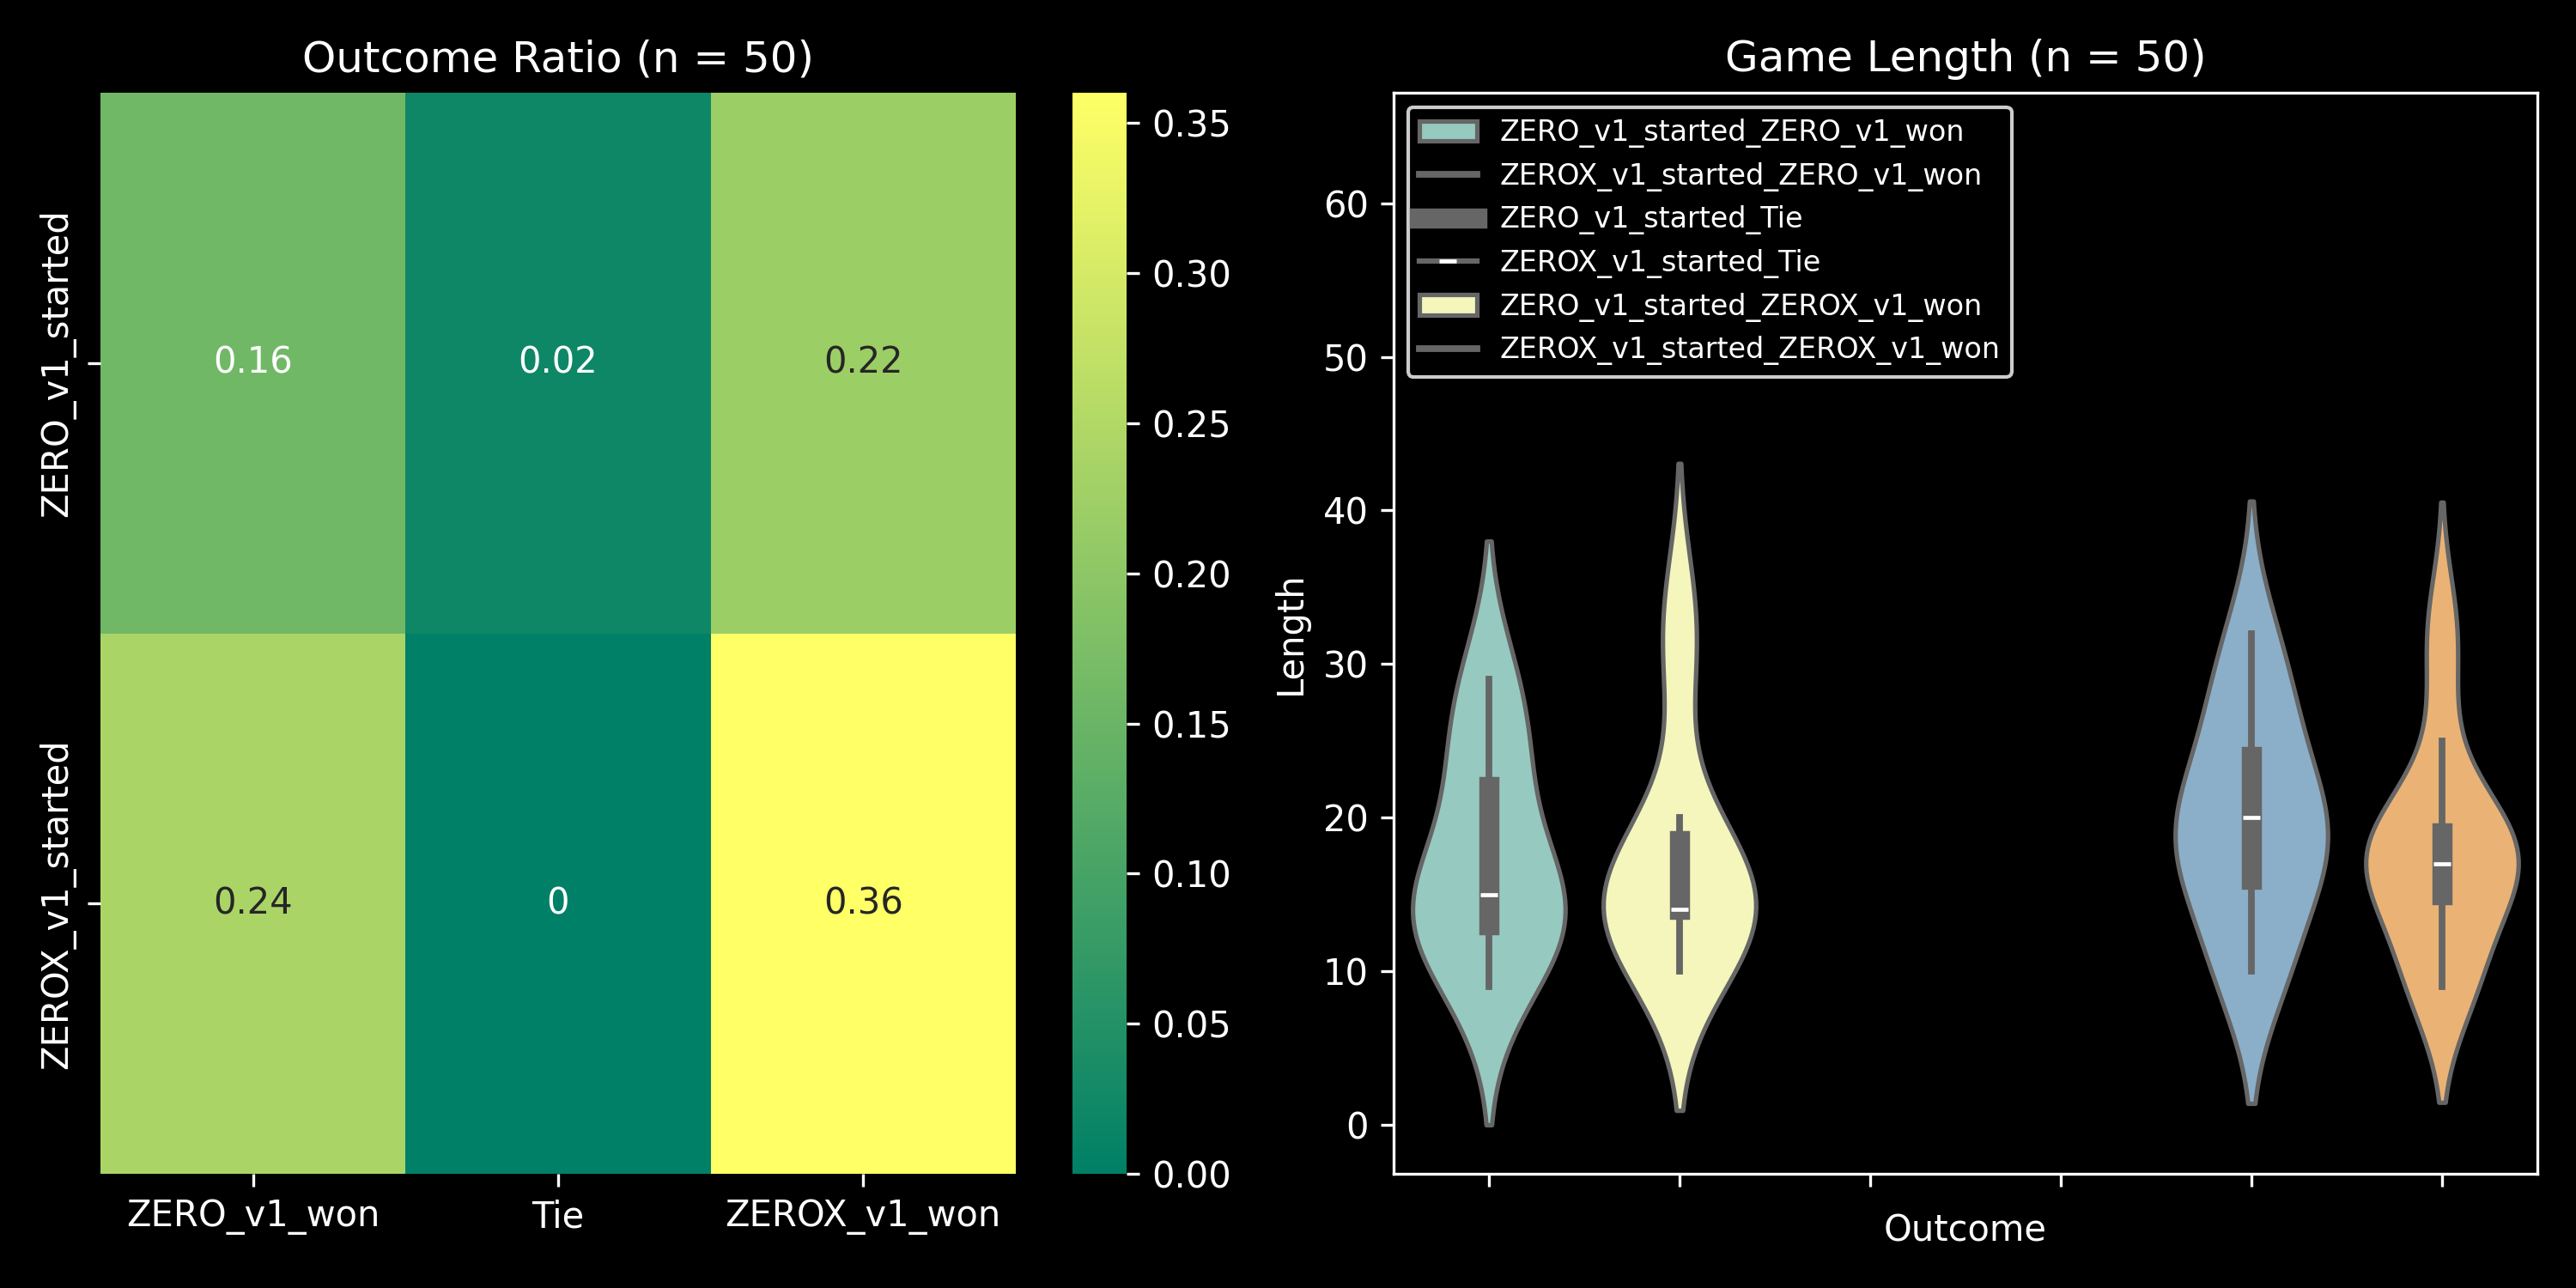 Outcome Ratio (n = 50)
ZERO_v1_started
ZEROX_v1_started
0.16
0.02
0.22
0.24
0
0.36
ZERO_v1_won
Tie
ZEROX_v1_won
0.35
0.30
0.25
0.20
0.15
0.10
0.05
0.00
Game Length (n = 50)
ZERO_v1_started_ZERO_v1_won
ZEROX_v1_started_ZERO_v1_won
ZERO_v1_started_Tie
ZEROX_v1_started_Tie
ZERO_v1_started_ZEROX_v1_won
ZEROX_v1_started_ZEROX_v1_won
Length
60
50
40
30
20
10
0
Outcome